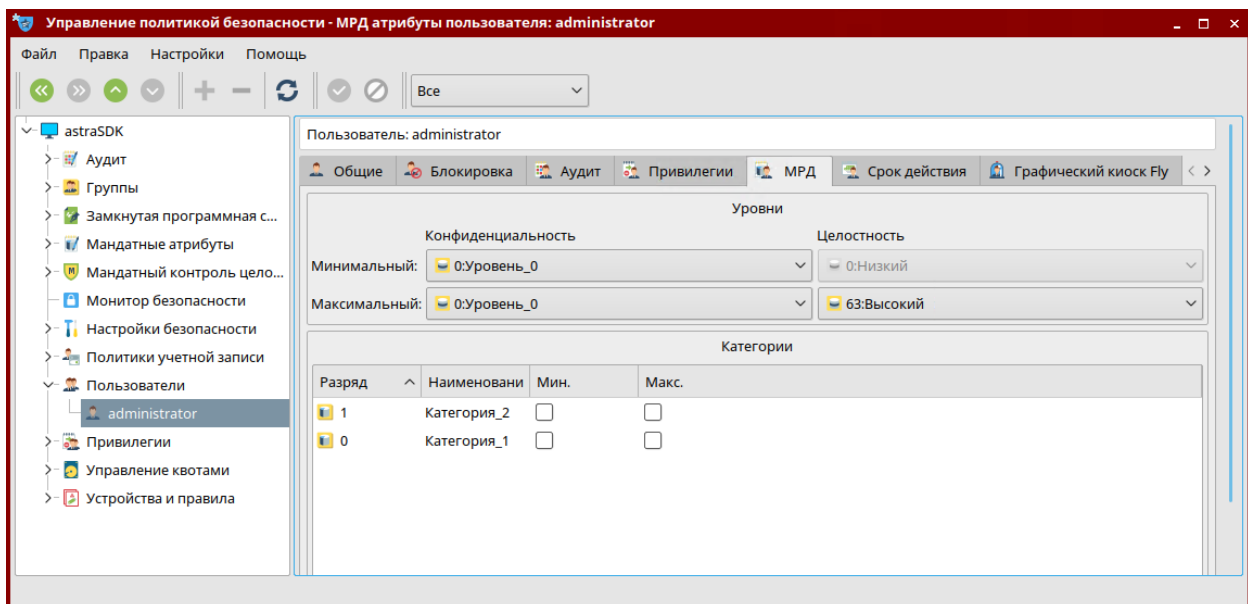 Управление политикой безопасности - МРД атрибуты пользователя: administrator
Файл Правка Настройки Помощь
Все
astraSDK
Аудит
Группы
Замкнутая программная с...
Мандатные атрибуты
Мандатный контроль цело...
Монитор безопасности
Настройки безопасности
Политики учетной записи
Пользователи
administrator
Привилегии
Управление квотами
Устройства и правила
Пользователь: administrator
Общие Блокировка Аудит Привилегии МРД Срок действия Графический киоск Fly
Уровни
Конфиденциальность Целостность
Минимальный: 0:Уровень_0 0:Низкий
Максимальный: 0:Уровень_0 63:Высокий
Категории
Разряд Наименовани Мин. Макс.
1 Категория_2
0 Категория_1